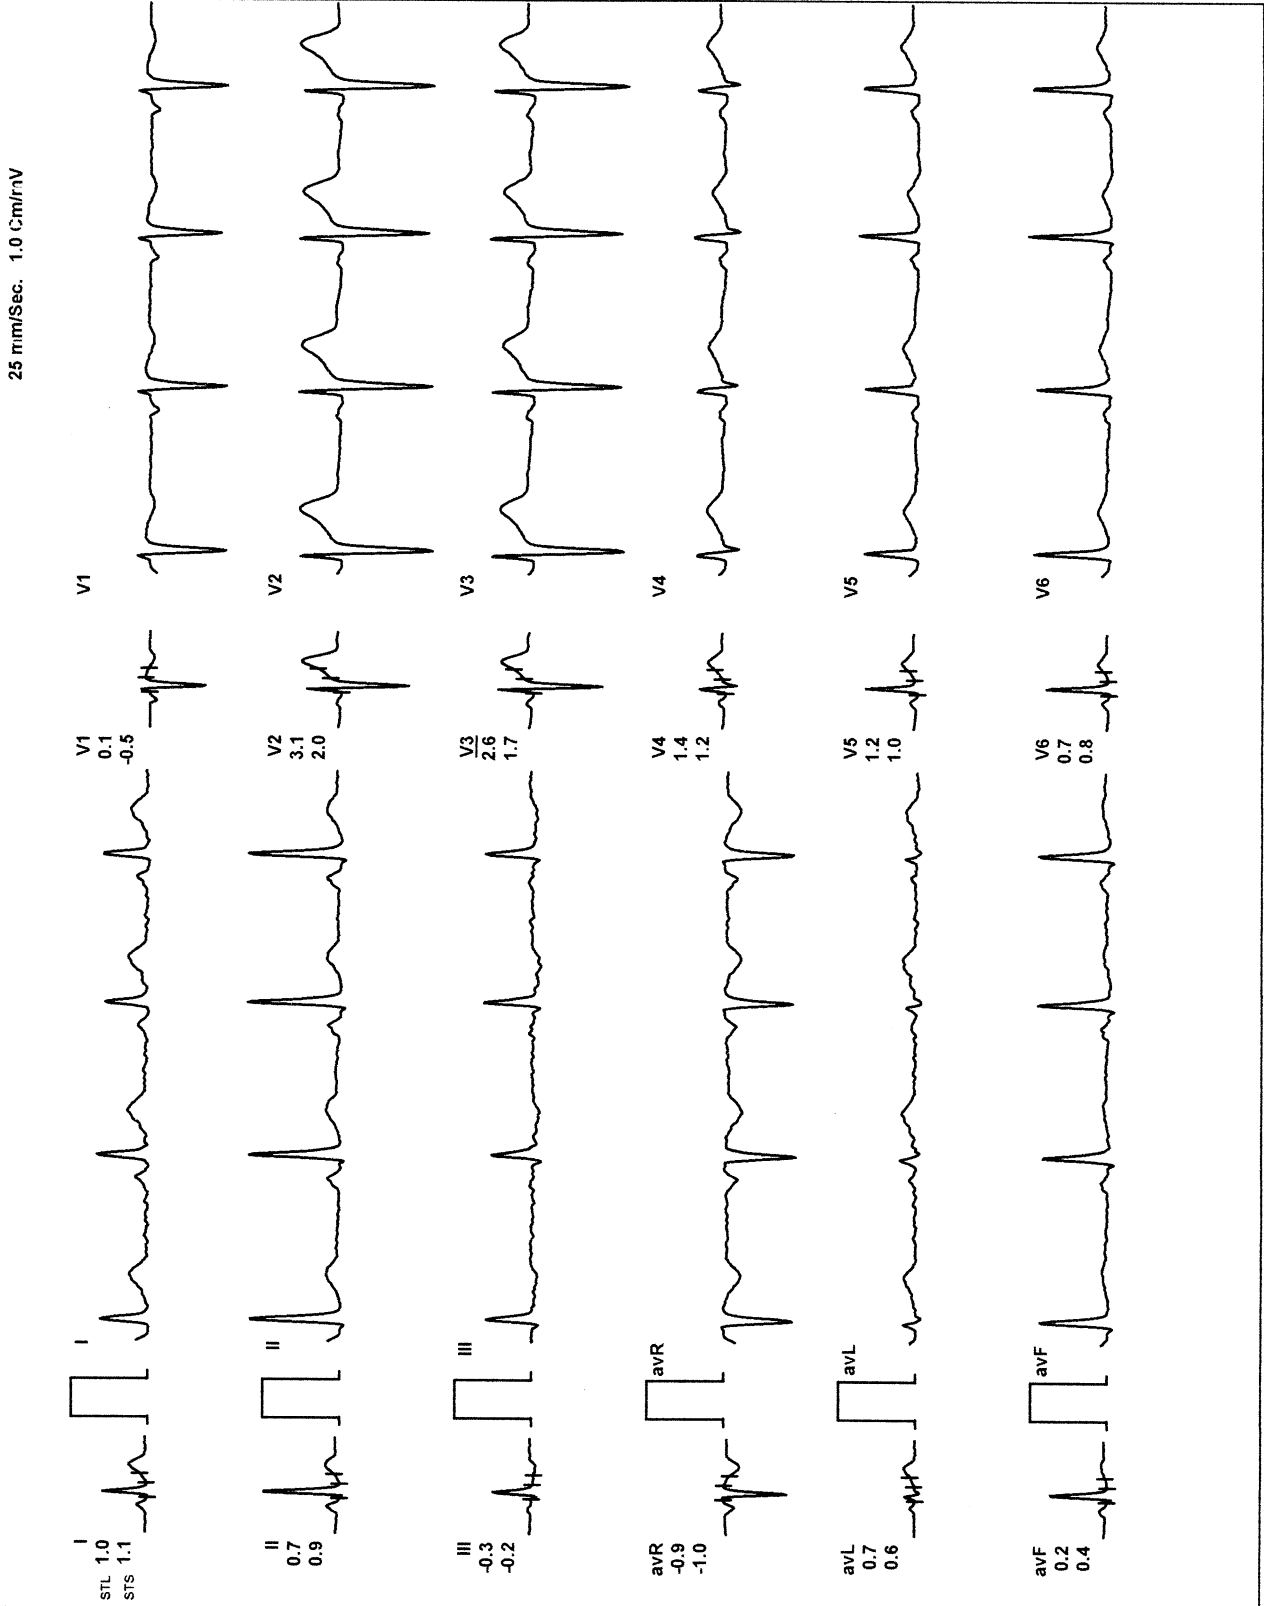 25 mm/Sec. 1.0 Cm/mV
I
STL 1.0
STS 1.1
I
V1
0.1
-0.5
V1
II
0.7
0.9
II
V2
3.1
2.0
V2
III
-0.3
-0.2
III
V3
2.6
1.7
V3
avR
-0.9
-1.0
avR
V4
1.4
1.2
V4
avL
0.7
0.6
avL
V5
1.2
1.0
V5
avF
0.2
0.4
avF
V6
0.7
0.8
V6